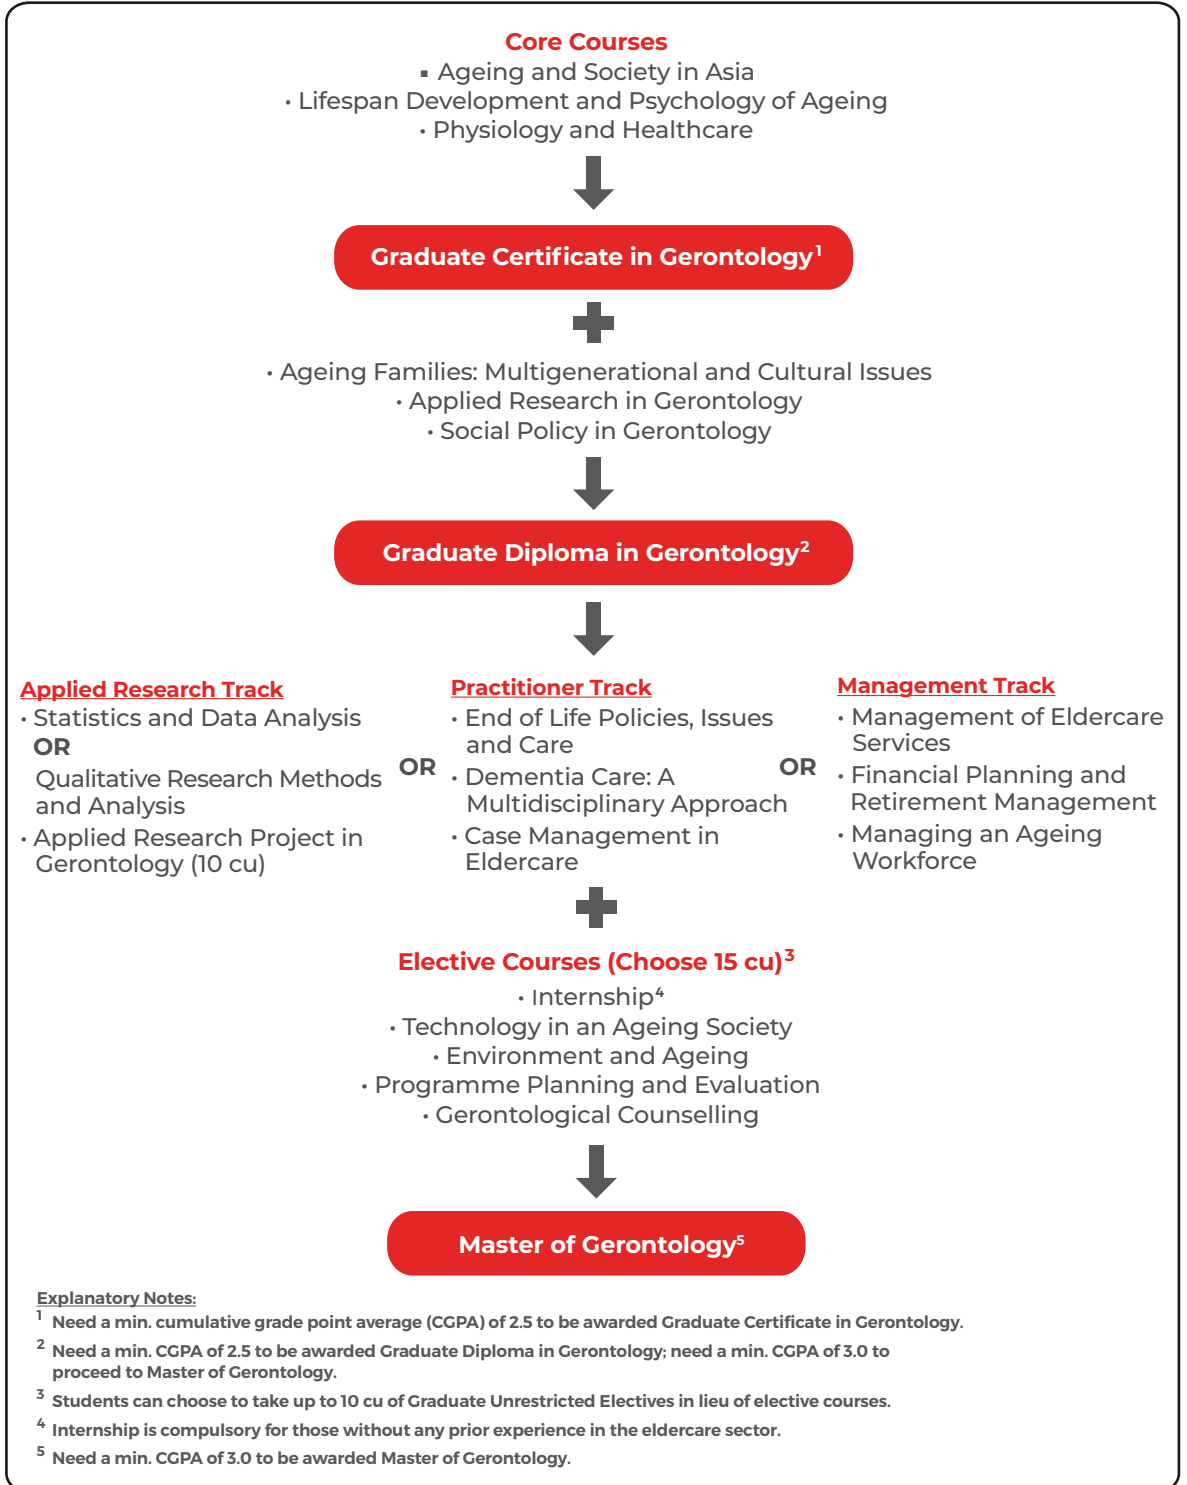 Core Courses
▪ Ageing and Society in Asia
• Lifespan Development and Psychology of Ageing
• Physiology and Healthcare
Graduate Certificate in Gerontology¹
• Ageing Families: Multigenerational and Cultural Issues
• Applied Research in Gerontology
• Social Policy in Gerontology
Graduate Diploma in Gerontology²
Applied Research Track
• Statistics and Data Analysis
OR
Qualitative Research Methods
and Analysis
• Applied Research Project in
Gerontology (10 cu)
OR
Practitioner Track
• End of Life Policies, Issues
and Care
• Dementia Care: A
Multidisciplinary Approach
• Case Management in
Eldercare
OR
Management Track
• Management of Eldercare
Services
• Financial Planning and
Retirement Management
• Managing an Ageing
Workforce
Elective Courses (Choose 15 cu)³
• Internship⁴
• Technology in an Ageing Society
• Environment and Ageing
• Programme Planning and Evaluation
• Gerontological Counselling
Master of Gerontology⁵
Explanatory Notes:
¹ Need a min. cumulative grade point average (CGPA) of 2.5 to be awarded Graduate Certificate in Gerontology.
² Need a min. CGPA of 2.5 to be awarded Graduate Diploma in Gerontology; need a min. CGPA of 3.0 to
proceed to Master of Gerontology.
³ Students can choose to take up to 10 cu of Graduate Unrestricted Electives in lieu of elective courses.
⁴ Internship is compulsory for those without any prior experience in the eldercare sector.
⁵ Need a min. CGPA of 3.0 to be awarded Master of Gerontology.